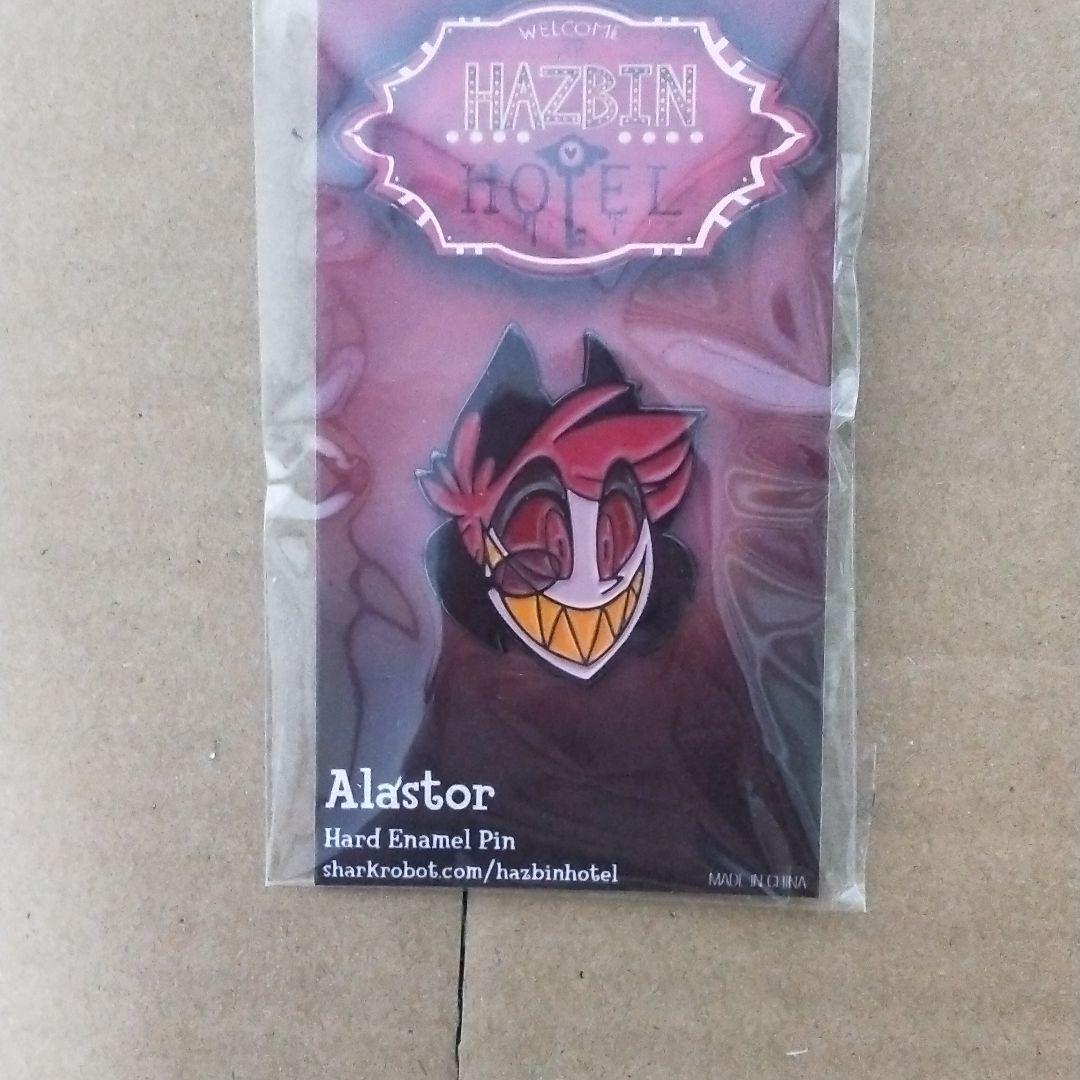 WELCOME
HAZBIN
HOTEL
Alastor
Hard Enamel Pin
sharkrobot.com/hazbinhotel
MADE IN CHINA